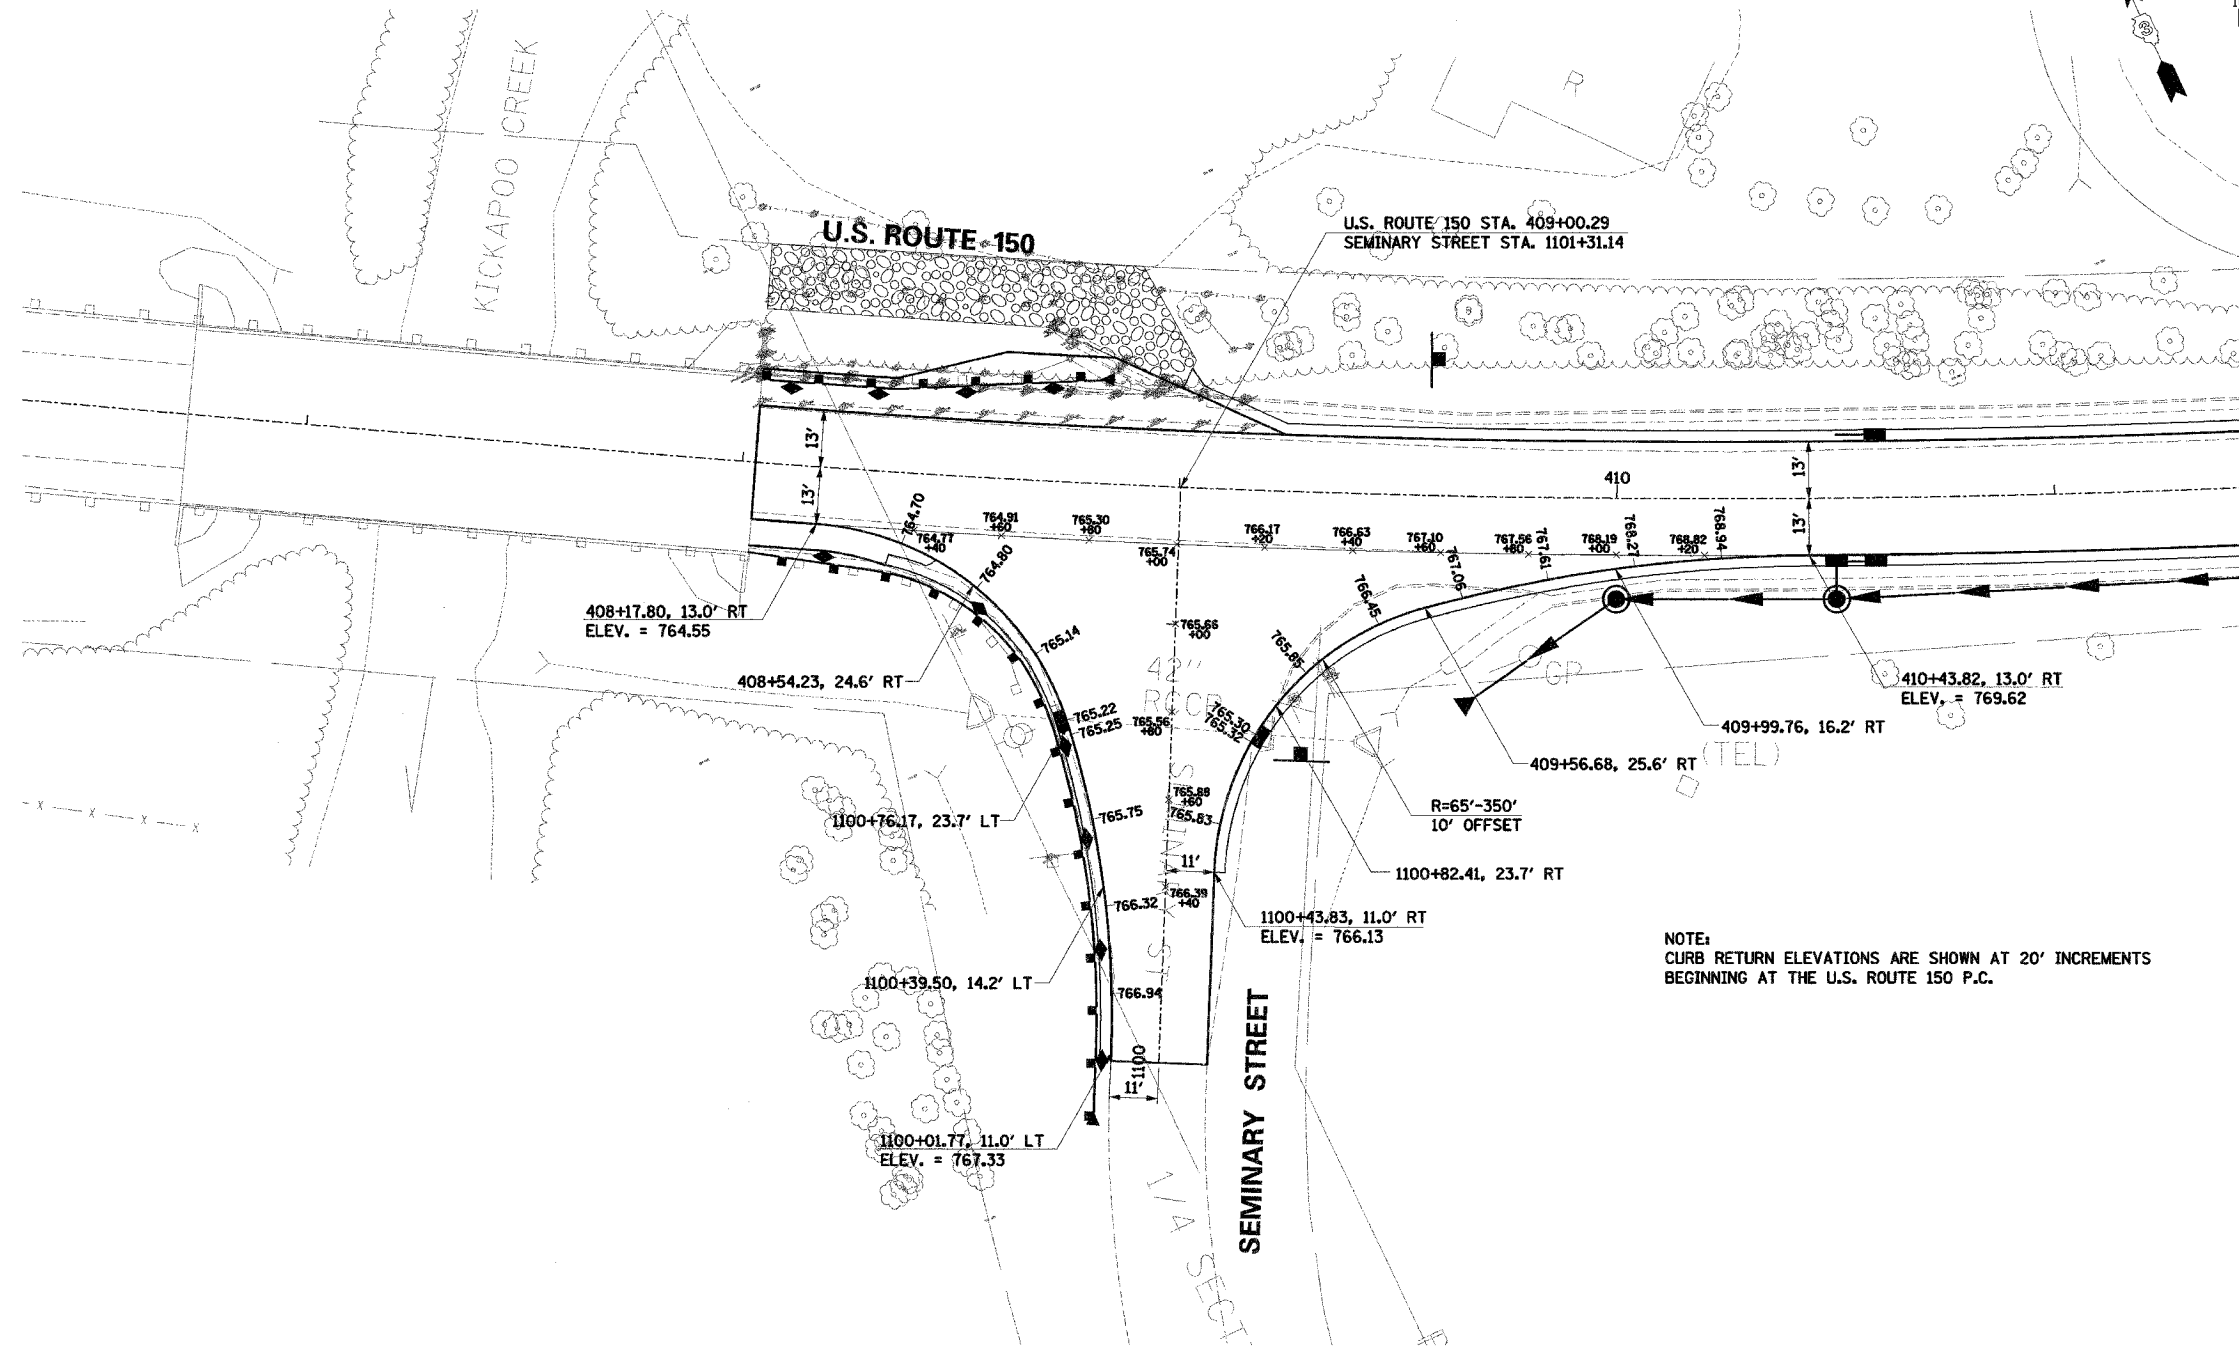 3
KICKAPOO CREEK
R
U.S. ROUTE 150
U.S. ROUTE 150 STA. 409+00.29
SEMINARY STREET STA. 1101+31.14
13'
13'
410
13'
13'
764.70
764.77
+40
764.91
+60
765.30
+80
765.74
+00
766.17
+20
766.63
+40
767.10
+60
767.56
+80
767.61
768.19
+00
768.27
768.82
+20
768.94
764.80
767.06
766.45
765.85
765.14
765.66
+00
408+17.80, 13.0' RT
ELEV. = 764.55
408+54.23, 24.6' RT
42"
RCCP
GP
(TEL)
410+43.82, 13.0' RT
ELEV. = 769.62
409+99.76, 16.2' RT
409+56.68, 25.6' RT
765.22
765.25
765.56
+80
765.30
765.32
R=65'-350'
10' OFFSET
1100+76.17, 23.7' LT
765.75
765.88
+60
765.83
1100+82.41, 23.7' RT
11'
766.32
766.39
+40
1100+43.83, 11.0' RT
ELEV. = 766.13
1100+39.50, 14.2' LT
766.94
NOTE:
CURB RETURN ELEVATIONS ARE SHOWN AT 20' INCREMENTS
BEGINNING AT THE U.S. ROUTE 150 P.C.
1100
11'
1100+01.77, 11.0' LT
ELEV. = 767.33
SEMINARY STREET
1/4 SECT
X X X X